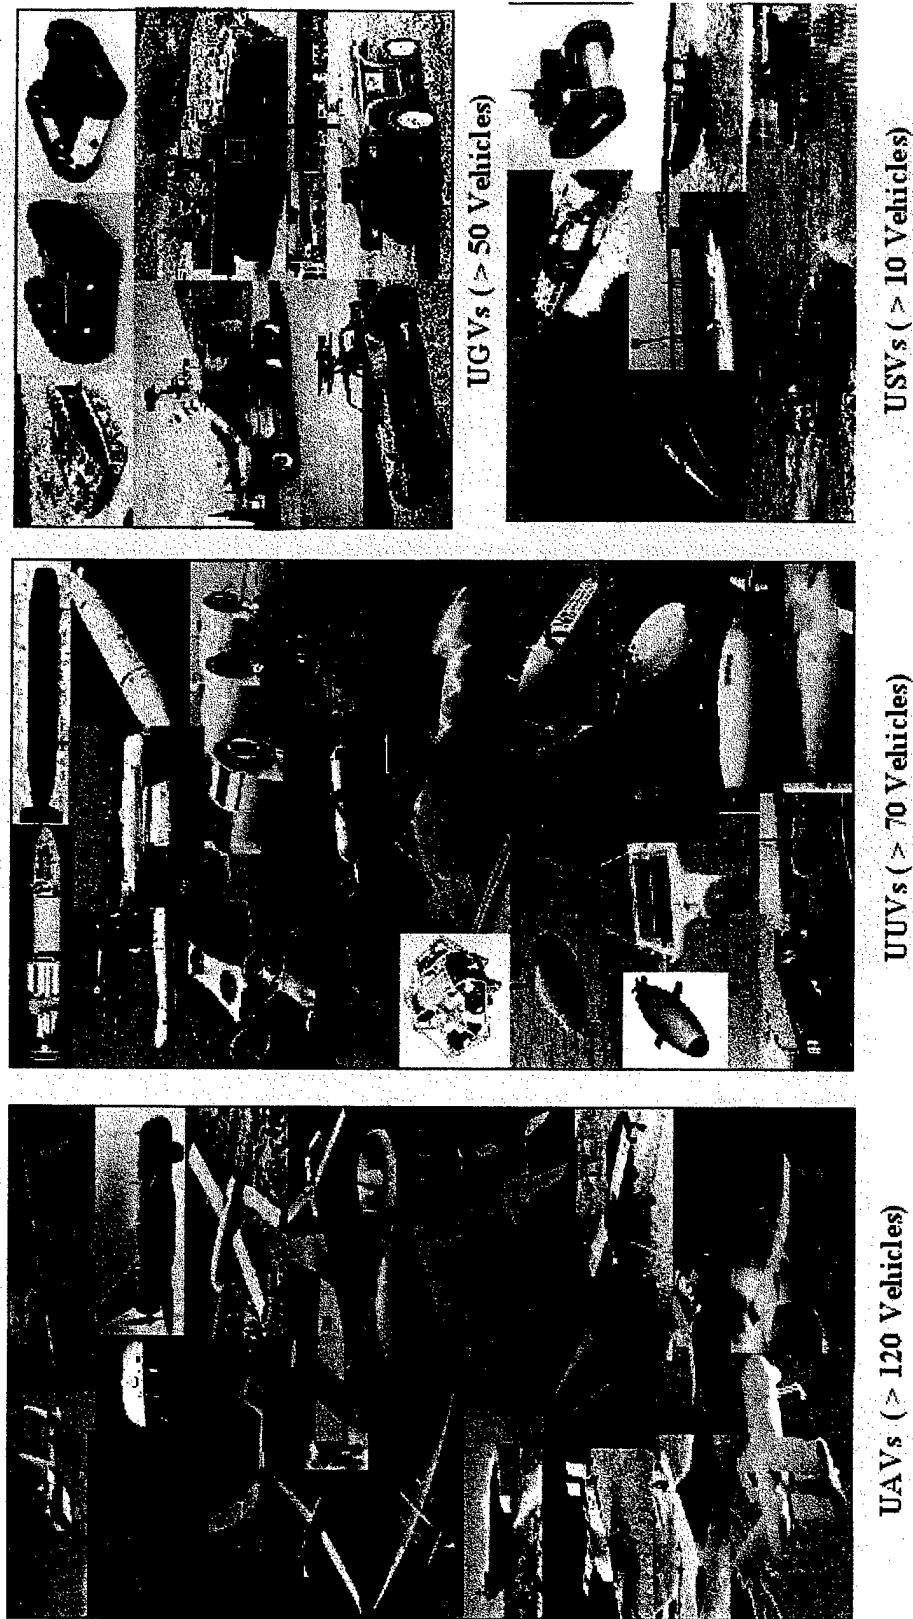 UAVs ( > 120 Vehicles)
UUVs ( > 70 Vehicles)
UGVs ( > 50 Vehicles)
USVs ( > 10 Vehicles)